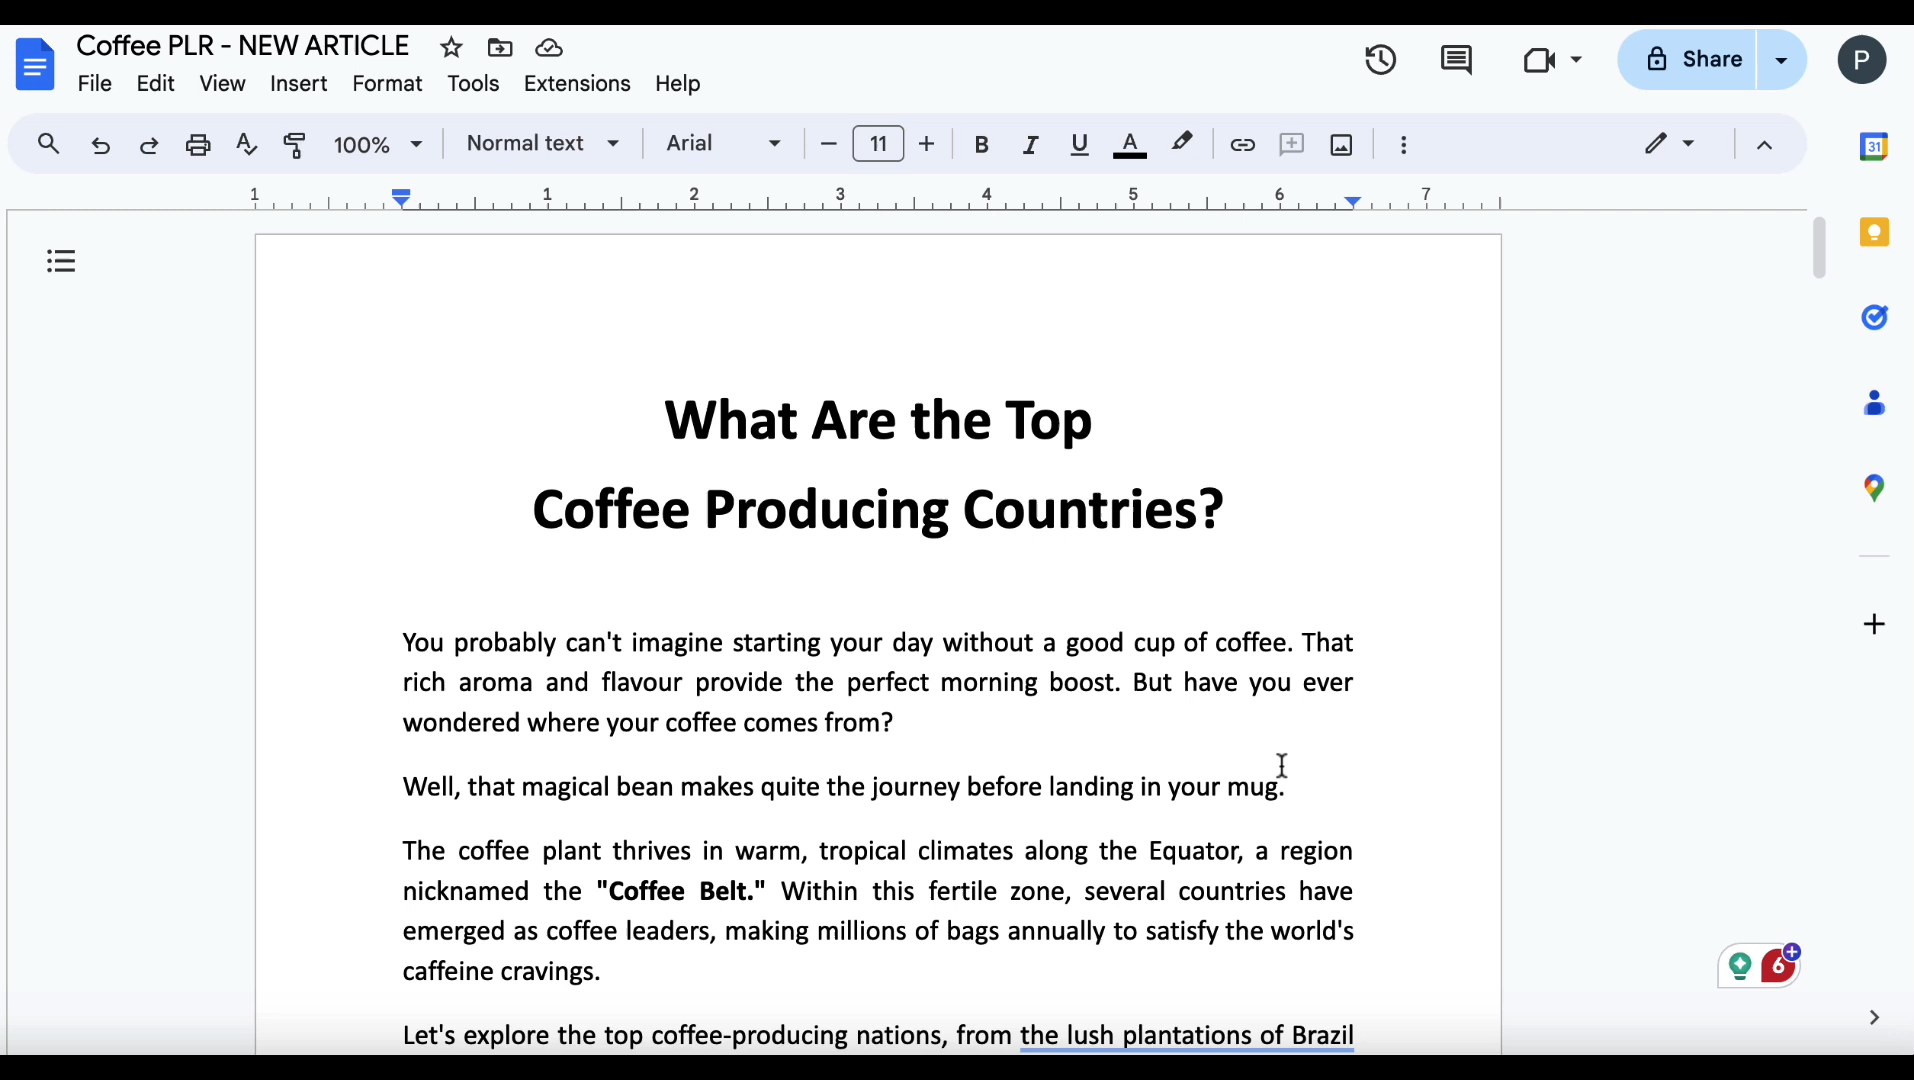 Coffee PLR - NEW ARTICLE
File Edit View Insert Format Tools Extensions Help
Share
P
100% Normal text Arial 11 B I U A
31
1 1 2 3 4 5 6 7
What Are the Top
Coffee Producing Countries?
You probably can't imagine starting your day without a good cup of coffee. That
rich aroma and flavour provide the perfect morning boost. But have you ever
wondered where your coffee comes from?
Well, that magical bean makes quite the journey before landing in your mug.
The coffee plant thrives in warm, tropical climates along the Equator, a region
nicknamed the "Coffee Belt." Within this fertile zone, several countries have
emerged as coffee leaders, making millions of bags annually to satisfy the world's
caffeine cravings.
6
Let's explore the top coffee-producing nations, from the lush plantations of Brazil